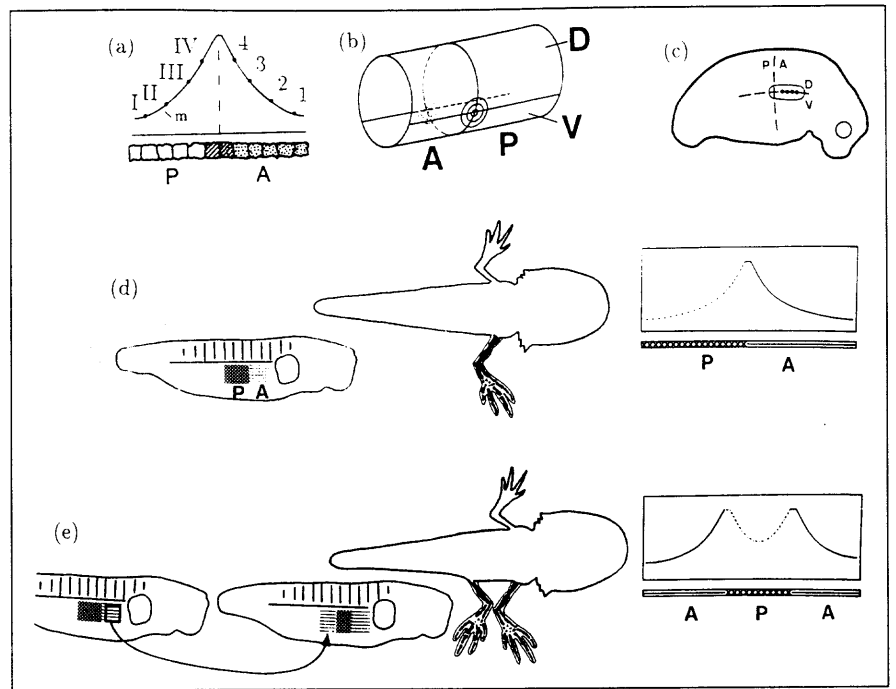 (a)
I II III IV 4 3 2 1
m
P A
(b)
D
V
A P
(c)
P A
D
V
(d)
P A
P A
(e)
A P A